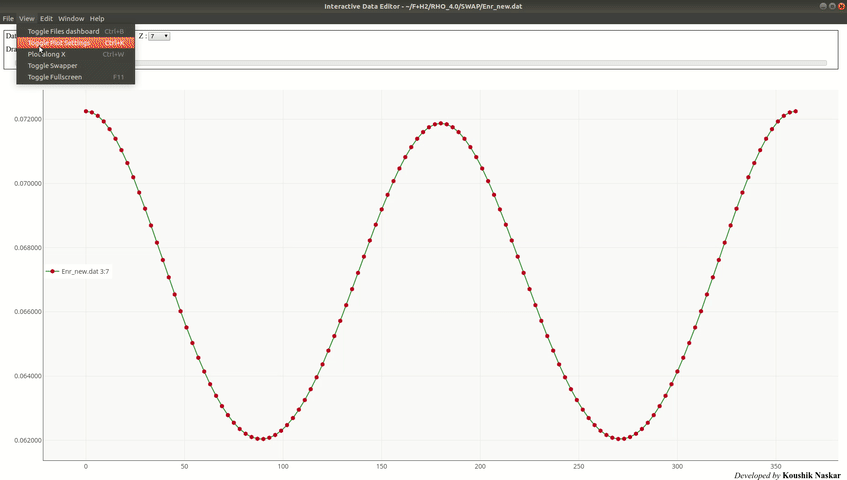 Interactive Data Editor - ~/F+H2/RHO_4.0/SWAP/Enr_new.dat
File View Edit Window Help
Toggle Files dashboard Ctrl+B
Toggle Plot Settings Ctrl+K
Plot along X Ctrl+W
Toggle Swapper
Toggle Fullscreen F11
Z : 7
0.072000
0.070000
0.068000
Enr_new.dat 3:7
0.066000
0.064000
0.062000
0 50 100 150 200 250 300 350
Developed by Koushik Naskar